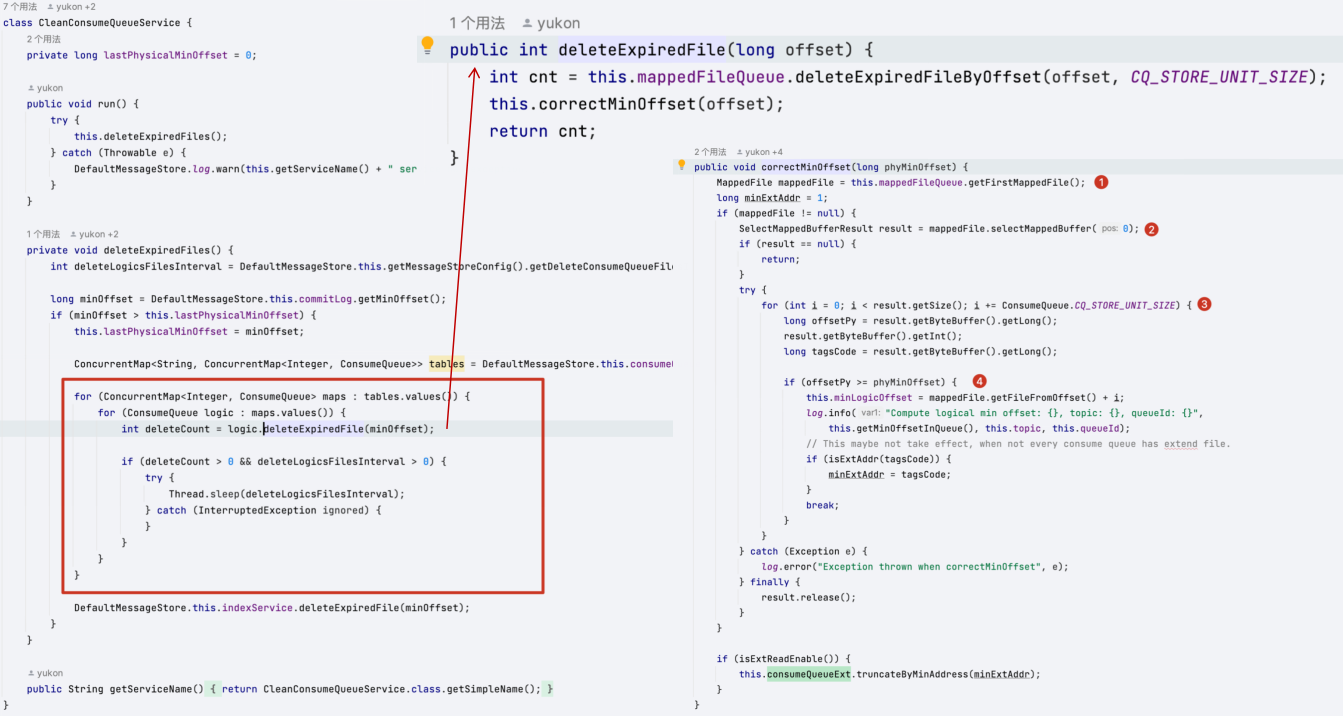 7 个用法 yukon +2
class CleanConsumeQueueService {
2 个用法
private long lastPhysicalMinOffset = 0;
yukon
public void run() {
try {
this.deleteExpiredFiles();
} catch (Throwable e) {
DefaultMessageStore.log.warn(this.getServiceName() + " ser
}
}
1 个用法 yukon +2
private void deleteExpiredFiles() {
int deleteLogicsFilesInterval = DefaultMessageStore.this.getMessageStoreConfig().getDeleteConsumeQueueFil
long minOffset = DefaultMessageStore.this.commitLog.getMinOffset();
if (minOffset > this.lastPhysicalMinOffset) {
this.lastPhysicalMinOffset = minOffset;
ConcurrentMap<String, ConcurrentMap<Integer, ConsumeQueue>> tables = DefaultMessageStore.this.consume
for (ConcurrentMap<Integer, ConsumeQueue> maps : tables.values()) {
for (ConsumeQueue logic : maps.values()) {
int deleteCount = logic.deleteExpiredFile(minOffset);
if (deleteCount > 0 && deleteLogicsFilesInterval > 0) {
try {
Thread.sleep(deleteLogicsFilesInterval);
} catch (InterruptedException ignored) {
}
}
}
}
DefaultMessageStore.this.indexService.deleteExpiredFile(minOffset);
}
}
yukon
public String getServiceName() { return CleanConsumeQueueService.class.getSimpleName(); }
}
1 个用法 yukon
public int deleteExpiredFile(long offset) {
int cnt = this.mappedFileQueue.deleteExpiredFileByOffset(offset, CQ_STORE_UNIT_SIZE);
this.correctMinOffset(offset);
return cnt;
}
2 个用法 yukon +4
public void correctMinOffset(long phyMinOffset) {
MappedFile mappedFile = this.mappedFileQueue.getFirstMappedFile(); 1
long minExtAddr = 1;
if (mappedFile != null) {
SelectMappedBufferResult result = mappedFile.selectMappedBuffer( pos: 0); 2
if (result == null) {
return;
}
try {
for (int i = 0; i < result.getSize(); i += ConsumeQueue.CQ_STORE_UNIT_SIZE) { 3
long offsetPy = result.getByteBuffer().getLong();
result.getByteBuffer().getInt();
long tagsCode = result.getByteBuffer().getLong();
if (offsetPy >= phyMinOffset) { 4
this.minLogicOffset = mappedFile.getFileFromOffset() + i;
log.info( var1: "Compute logical min offset: {}, topic: {}, queueId: {}",
this.getMinOffsetInQueue(), this.topic, this.queueId);
// This maybe not take effect, when not every consume queue has extend file.
if (isExtAddr(tagsCode)) {
minExtAddr = tagsCode;
}
break;
}
}
} catch (Exception e) {
log.error("Exception thrown when correctMinOffset", e);
} finally {
result.release();
}
}
if (isExtReadEnable()) {
this.consumeQueueExt.truncateByMinAddress(minExtAddr);
}
}